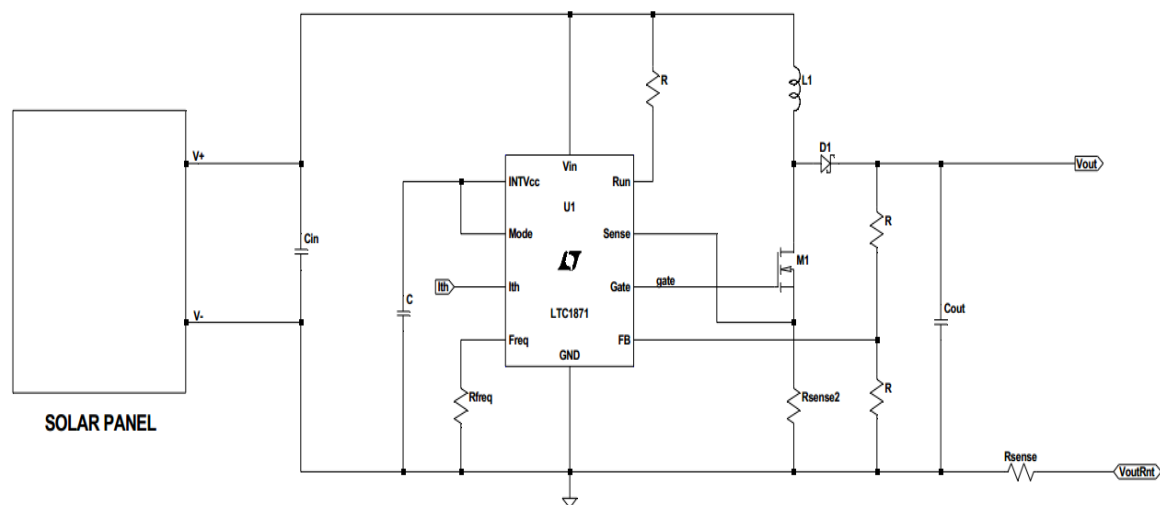 R
L1
D1
V+
Vout
Vin
INTVcc
Run
U1
Cin
Mode
Sense
R
M1
Ith
Ith
Gate
gate
C
LTC1871
Cout
V-
Freq
FB
GND
Rfreq
Rsense2
R
SOLAR PANEL
Rsense
VoutRnt